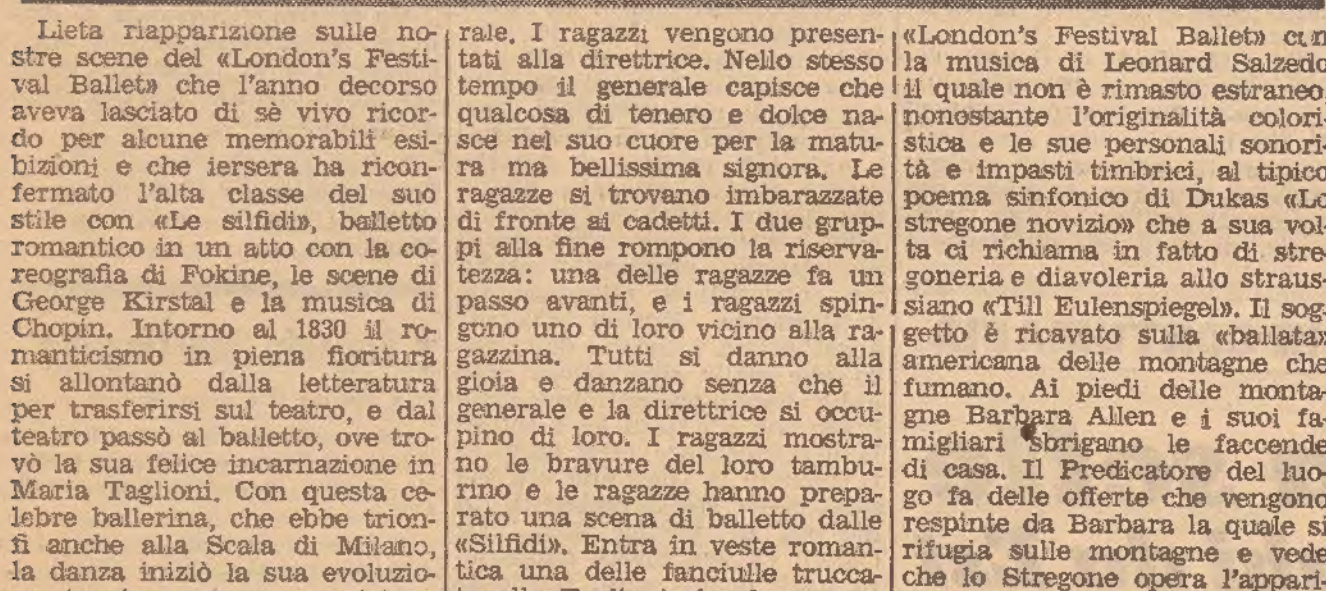 Lieta riapparizione sulle no-
stre scene del «London's Festi-
val Ballet» che l'anno decorso
aveva lasciato di sè vivo ricor-
do per alcune memorabili esi-
bizioni e che iersera ha ricon-
fermato l'alta classe del suo
stile con «Le silfidi», balletto
romantico in un atto con la co-
reografia di Fokine, le scene di
George Kirstal e la musica di
Chopin. Intorno al 1830 il ro-
manticismo in piena fioritura
si allontanò dalla letteratura
per trasferirsi sul teatro, e dal
teatro passò al balletto, ove tro-
vò la sua felice incarnazione in
Maria Taglioni. Con questa ce-
lebre ballerina, che ebbe trion-
fi anche alla Scala di Milano,
la danza iniziò la sua evoluzio-
rale. I ragazzi vengono presen-
tati alla direttrice. Nello stesso
tempo il generale capisce che
qualcosa di tenero e dolce na-
sce nel suo cuore per la matu-
ra ma bellissima signora. Le
ragazze si trovano imbarazzate
di fronte ai cadetti. I due grup-
pi alla fine rompono la riserva-
tezza: una delle ragazze fa un
passo avanti, e i ragazzi spin-
gono uno di loro vicino alla ra-
gazzina. Tutti si danno alla
gioia e danzano senza che il
generale e la direttrice si occu-
pino di loro. I ragazzi mostra-
no le bravure del loro tambu-
rino e le ragazze hanno prepa-
rato una scena di balletto dalle
«Silfidi». Entra in veste roman-
tica una delle fanciulle trucca-
«London's Festival Ballet» con
la musica di Leonard Salzedo
il quale non è rimasto estraneo,
nonostante l'originalità colori-
stica e le sue personali sonori-
tà e impasti timbrici, al tipico
poema sinfonico di Dukas «Lo
stregone novizio» che a sua vol-
ta ci richiama in fatto di stre-
goneria e diavoleria allo straus-
siano «Till Eulenspiegel». Il sog-
getto è ricavato sulla «ballata»
americana delle montagne che
fumano. Ai piedi delle monta-
gne Barbara Allen e i suoi fa-
migliari sbrigano le faccende
di casa. Il Predicatore del luo-
go fa delle offerte che vengono
respinte da Barbara la quale si
rifugia sulle montagne e vede
che lo Stregone opera l'appari-